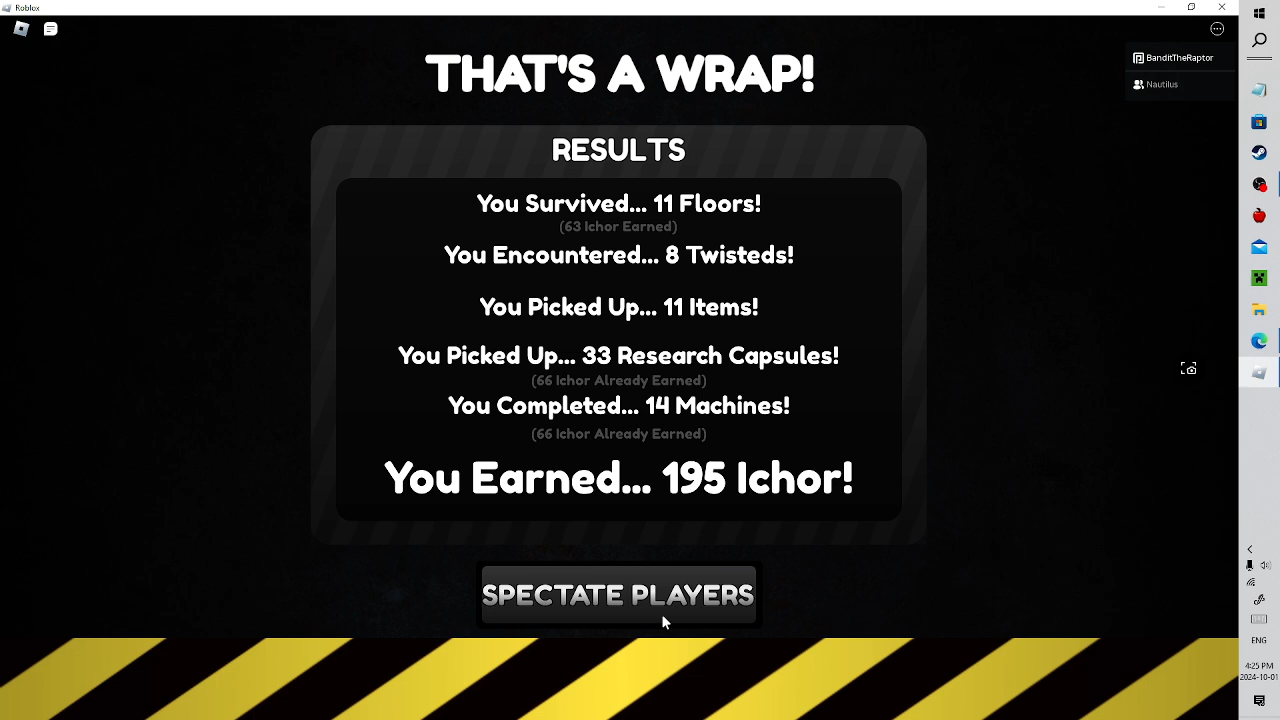 Roblox
THAT'S A WRAP!
BanditTheRaptor
Nautilus
RESULTS
You Survived... 11 Floors!
(63 Ichor Earned)
You Encountered... 8 Twisteds!
You Picked Up... 11 Items!
You Picked Up... 33 Research Capsules!
(66 Ichor Already Earned)
You Completed... 14 Machines!
(66 Ichor Already Earned)
You Earned... 195 Ichor!
SPECTATE PLAYERS
ENG
4:25 PM
2024-10-01